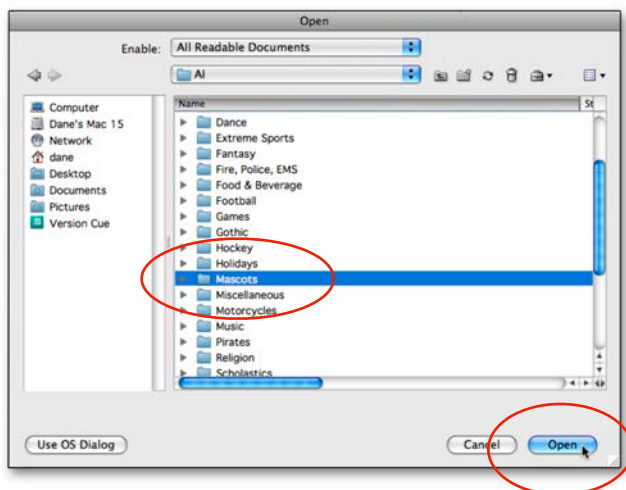 Open
Enable: All Readable Documents
AI
Name St
Computer
Dane's Mac 15
Network
dane
Desktop
Documents
Pictures
Version Cue
Dance
Extreme Sports
Fantasy
Fire, Police, EMS
Food & Beverage
Football
Games
Gothic
Hockey
Holidays
Mascots
Miscellaneous
Motorcycles
Music
Pirates
Religion
Scholastics
Use OS Dialog Cancel Open